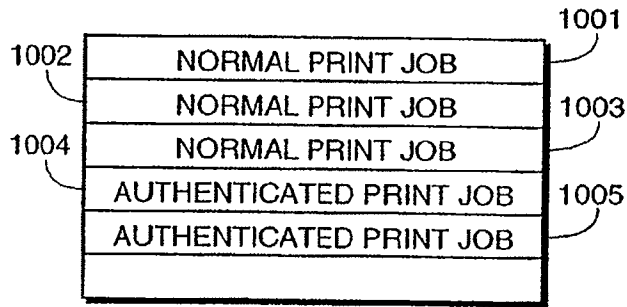 1001
NORMAL PRINT JOB
1002
NORMAL PRINT JOB
1003
NORMAL PRINT JOB
1004
AUTHENTICATED PRINT JOB
1005
AUTHENTICATED PRINT JOB